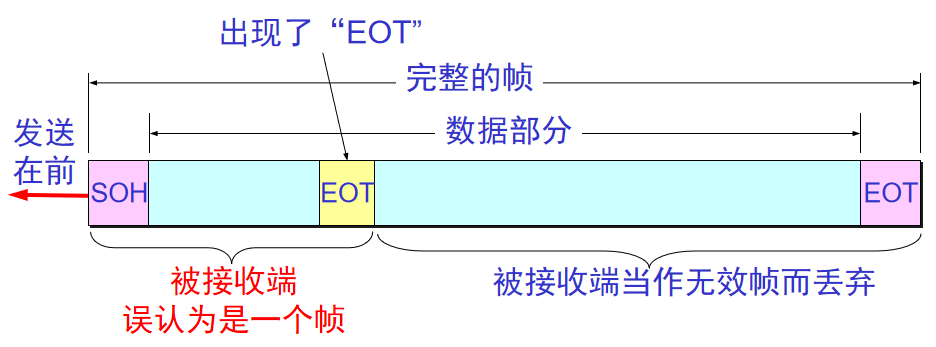 出现了“EOT”
完整的帧
数据部分
发送
在前
SOH
EOT
EOT
被接收端
误认为是一个帧
被接收端当作无效帧而丢弃